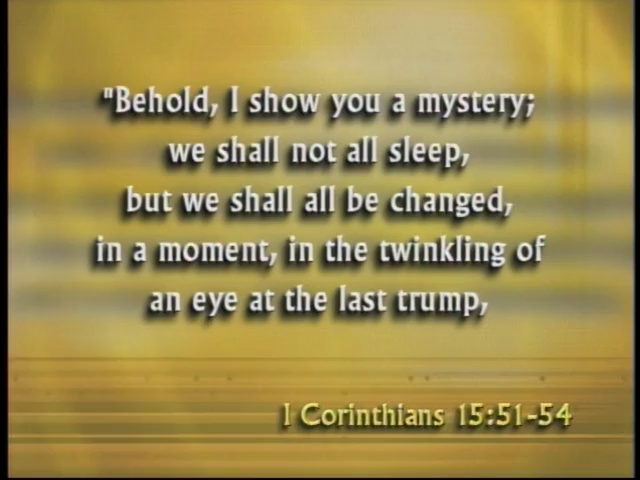 "Behold, I show you a mystery;
we shall not all sleep,
but we shall all be changed,
in a moment, in the twinkling of
an eye at the last trump,
I Corinthians 15:51-54